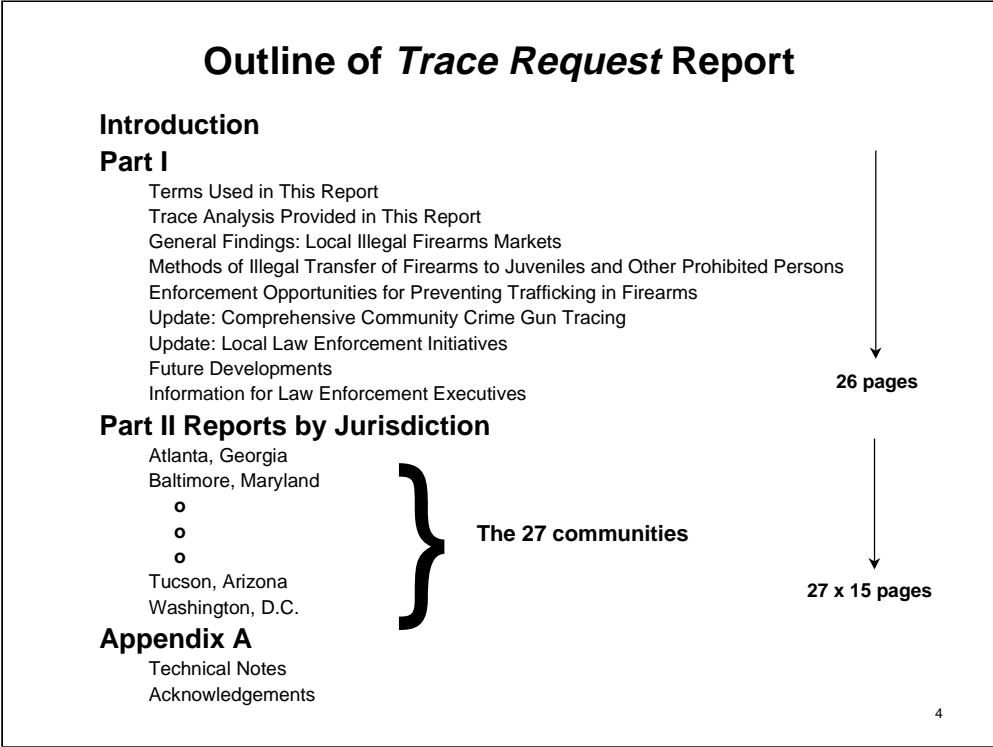 Outline of Trace Request Report
Introduction
Part I
Terms Used in This Report
Trace Analysis Provided in This Report
General Findings: Local Illegal Firearms Markets
Methods of Illegal Transfer of Firearms to Juveniles and Other Prohibited Persons
Enforcement Opportunities for Preventing Trafficking in Firearms
Update: Comprehensive Community Crime Gun Tracing
Update: Local Law Enforcement Initiatives
Future Developments
Information for Law Enforcement Executives
26 pages
Part II Reports by Jurisdiction
Atlanta, Georgia
Baltimore, Maryland
o
o
o
Tucson, Arizona
Washington, D.C.
}
The 27 communities
27 x 15 pages
Appendix A
Technical Notes
Acknowledgements
4